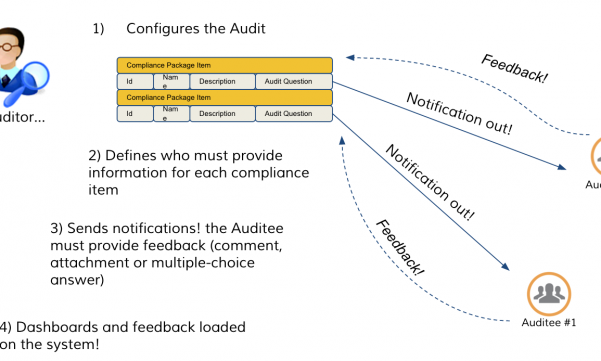 1) Configures the Audit
Compliance Package Item
Id Nam
e Description Audit Question
Compliance Package Item
Id Nam
e Description Audit Question
uditor...
Feedback!
Notification out!
Notification out!
Feedback!
2) Defines who must provide
information for each compliance
item
3) Sends notifications! the Auditee
must provide feedback (comment,
attachment or multiple-choice
answer)
Aud
Auditee #1
4) Dashboards and feedback loaded
on the system!